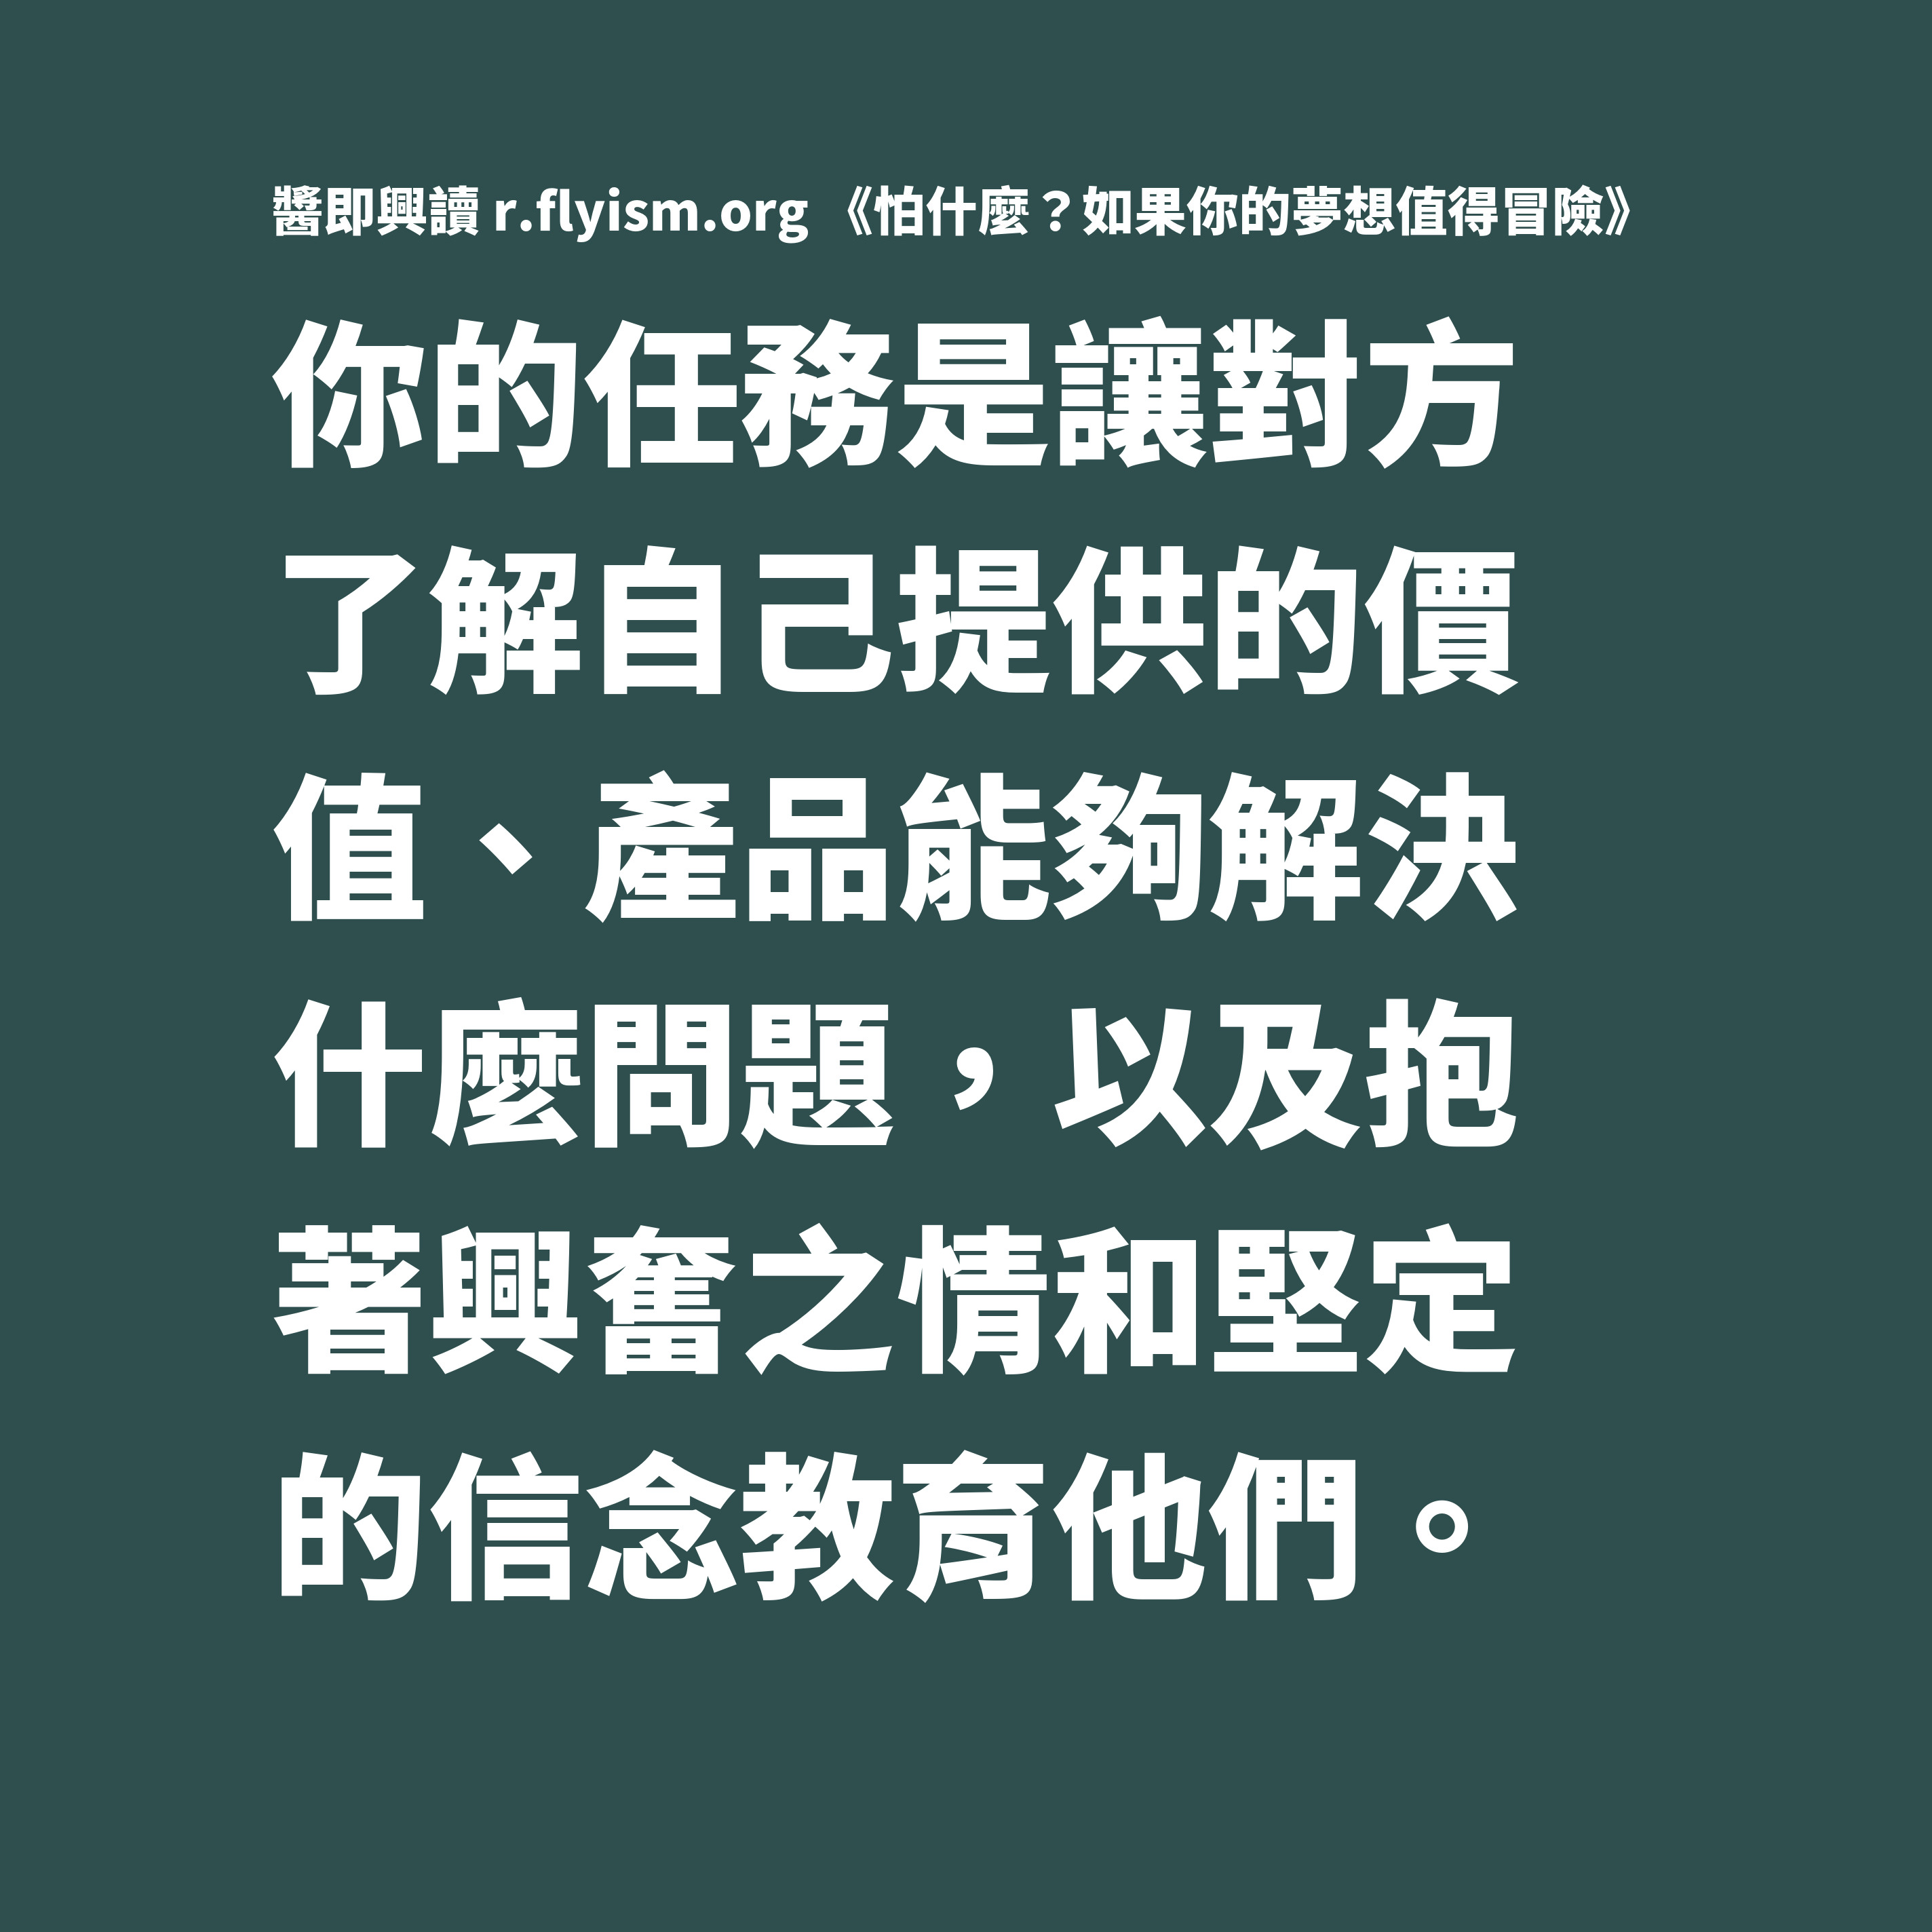 醬即興讀 r.flyism.org《怕什麼？如果你的夢想值得冒險》
你的任務是讓對方
了解自己提供的價
值、產品能夠解決
什麼問題，以及抱
著興奮之情和堅定
的信念教育他們。